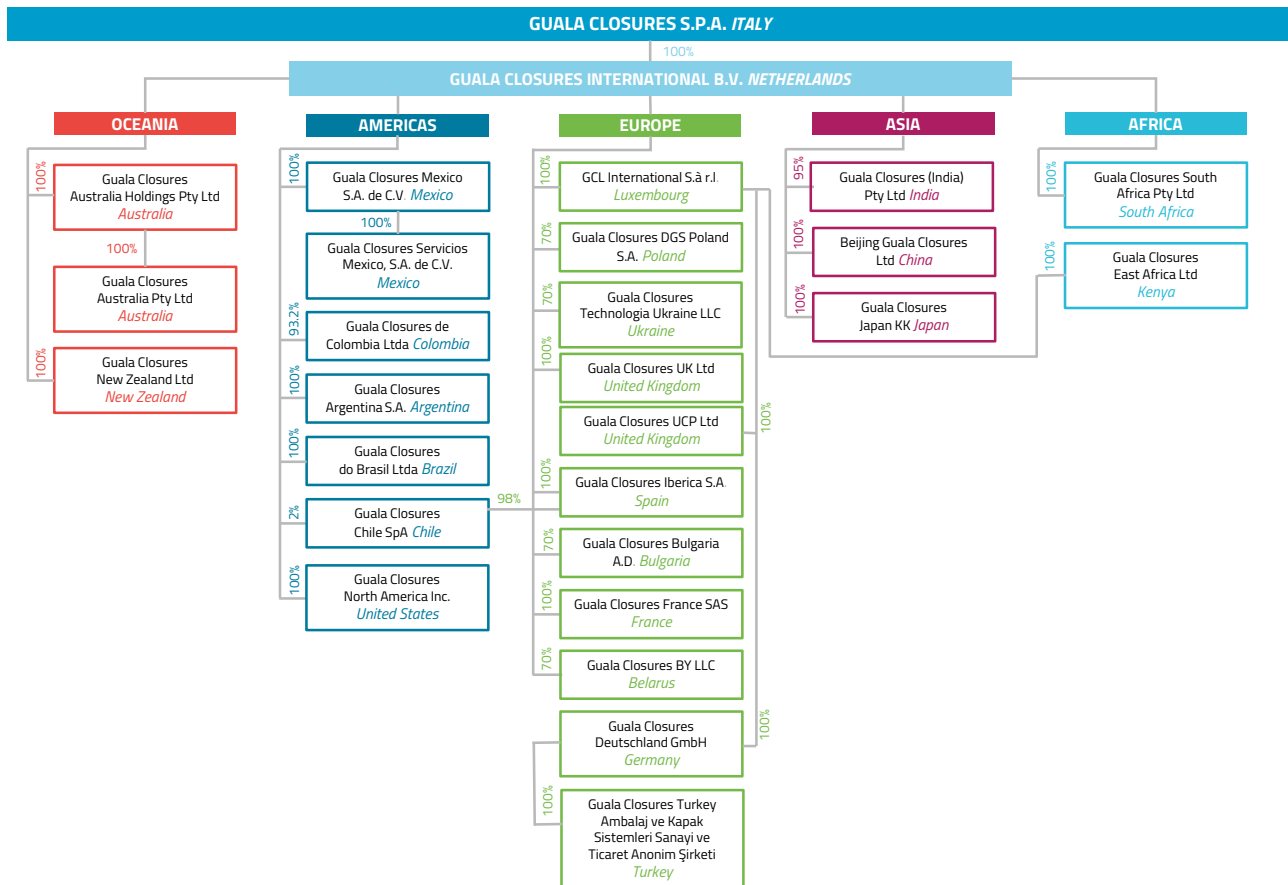 GUALA CLOSURES S.P.A. ITALY
100%
GUALA CLOSURES INTERNATIONAL B.V. NETHERLANDS
OCEANIA
100%
Guala Closures
Australia Holdings Pty Ltd
Australia
100%
Guala Closures
Australia Pty Ltd
Australia
100%
Guala Closures
New Zealand Ltd
New Zealand
AMERICAS
100%
Guala Closures Mexico
S.A. de C.V. Mexico
100%
Guala Closures Servicios
Mexico, S.A. de C.V.
Mexico
93.2%
Guala Closures de
Colombia Ltda Colombia
100%
Guala Closures
Argentina S.A. Argentina
100%
Guala Closures
do Brasil Ltda Brazil
2%
Guala Closures
Chile SpA Chile
98%
100%
Guala Closures
North America Inc.
United States
EUROPE
100%
GCL International S.à r.l.
Luxembourg
70%
Guala Closures DGS Poland
S.A. Poland
70%
Guala Closures
Technologia Ukraine LLC
Ukraine
100%
Guala Closures UK Ltd
United Kingdom
Guala Closures UCP Ltd
United Kingdom
100%
100%
Guala Closures Iberica S.A.
Spain
70%
Guala Closures Bulgaria
A.D. Bulgaria
100%
Guala Closures France SAS
France
70%
Guala Closures BY LLC
Belarus
100%
Guala Closures
Deutschland GmbH
Germany
100%
Guala Closures Turkey
Ambalaj ve Kapak
Sistemleri Sanayi ve
Ticaret Anonim Şirketi
Turkey
ASIA
95%
Guala Closures (India)
Pty Ltd India
100%
Beijing Guala Closures
Ltd China
100%
Guala Closures
Japan KK Japan
AFRICA
100%
Guala Closures South
Africa Pty Ltd
South Africa
100%
Guala Closures
East Africa Ltd
Kenya